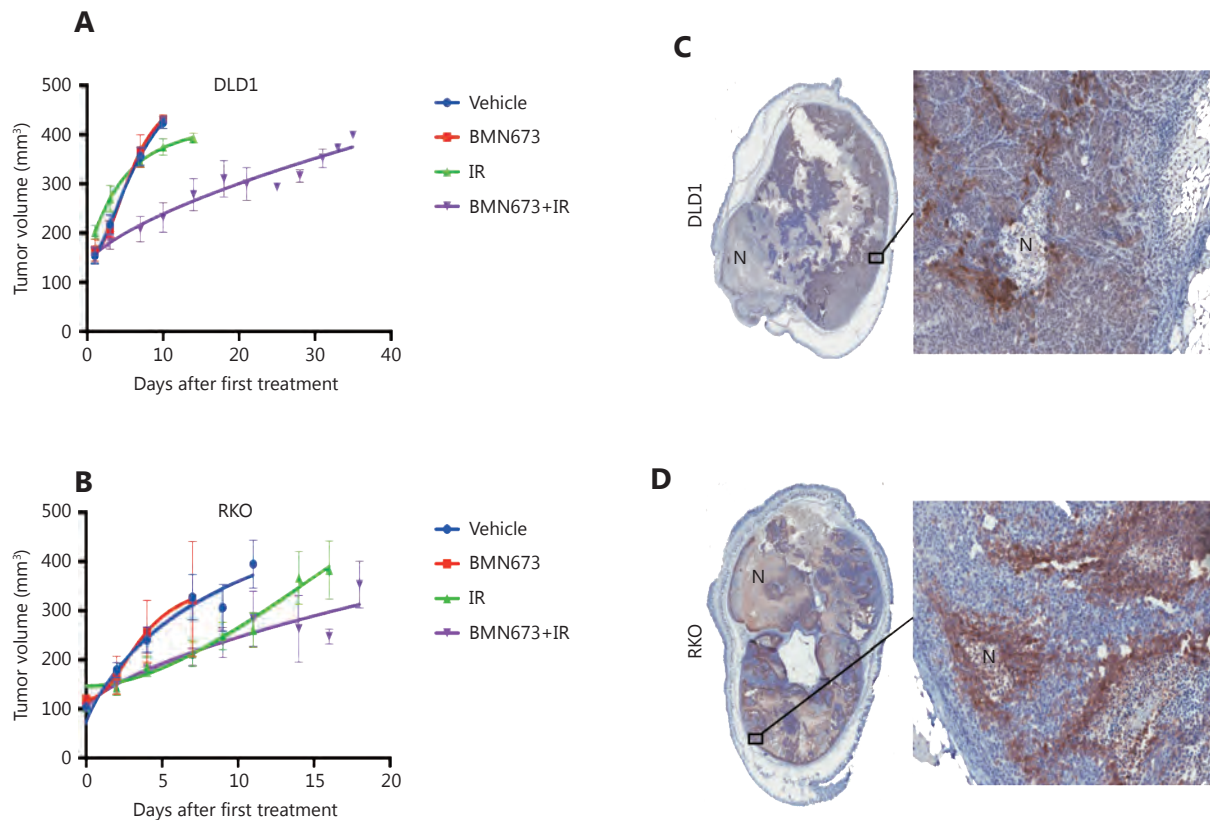 A
DLD1
Tumor volume (mm³)
500
400
300
200
100
0
0 10 20 30 40
Days after first treatment
Vehicle
BMN673
IR
BMN673+IR
B
RKO
Tumor volume (mm³)
500
400
300
200
100
0
0 5 10 15 20
Days after first treatment
Vehicle
BMN673
IR
BMN673+IR
C
DLD1
N
N
D
RKO
N
N